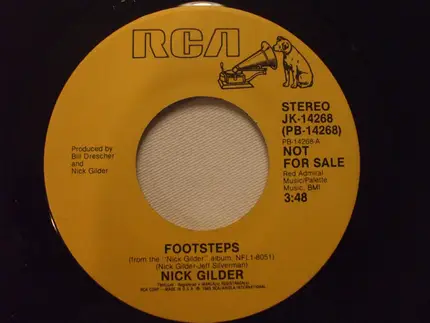 RCA
STEREO
JK-14268
(PB-14268)
PB-14268-A
NOT
FOR SALE
Red Admiral
Music/Palette
Music, BMI
3:48
Produced by
Bill Drescher
and
Nick Gilder
FOOTSTEPS
(from the "Nick Gilder" album, NFL1-8051)
(Nick Gilder-Jeff Silverman)
NICK GILDER